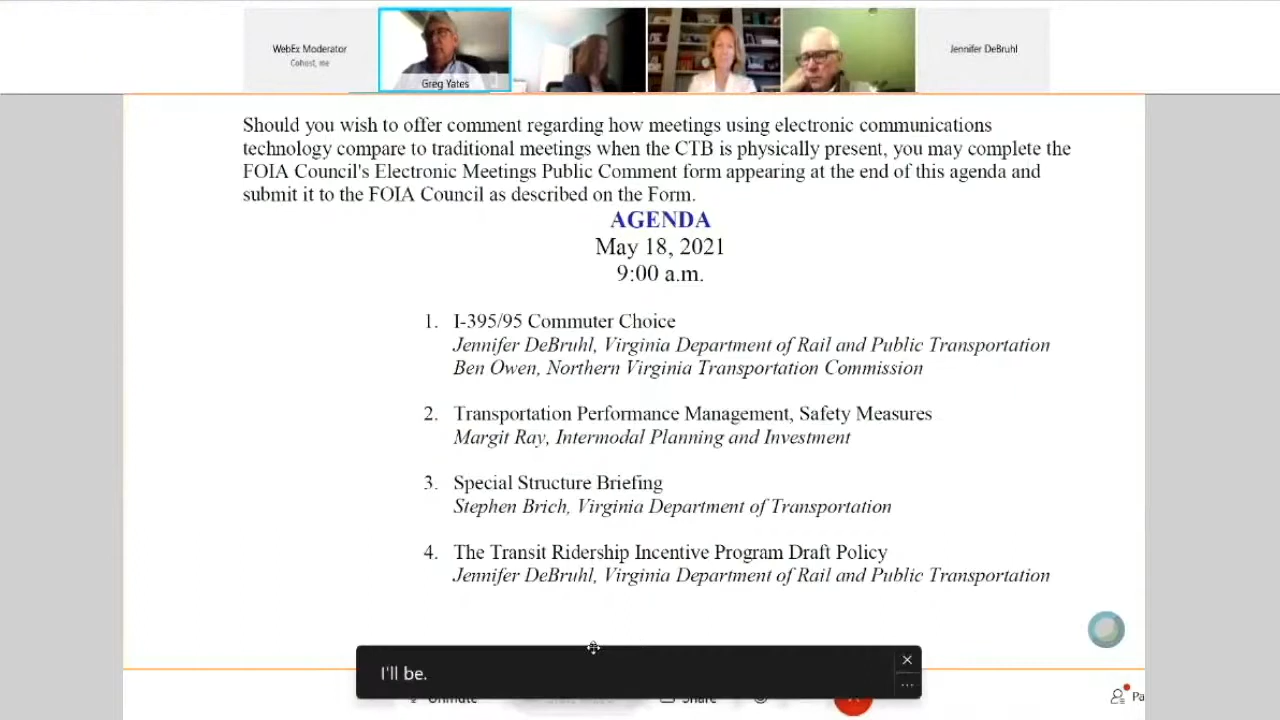 WebEx Moderator
Cohost, me
Greg Yates
Jennifer DeBruhl
Should you wish to offer comment regarding how meetings using electronic communications
technology compare to traditional meetings when the CTB is physically present, you may complete the
FOIA Council's Electronic Meetings Public Comment form appearing at the end of this agenda and
submit it to the FOIA Council as described on the Form.
AGENDA
May 18, 2021
9:00 a.m.
1. I-395/95 Commuter Choice
Jennifer DeBruhl, Virginia Department of Rail and Public Transportation
Ben Owen, Northern Virginia Transportation Commission
2. Transportation Performance Management, Safety Measures
Margit Ray, Intermodal Planning and Investment
3. Special Structure Briefing
Stephen Brich, Virginia Department of Transportation
4. The Transit Ridership Incentive Program Draft Policy
Jennifer DeBruhl, Virginia Department of Rail and Public Transportation
I'll be.
Unmute
Share
Pa